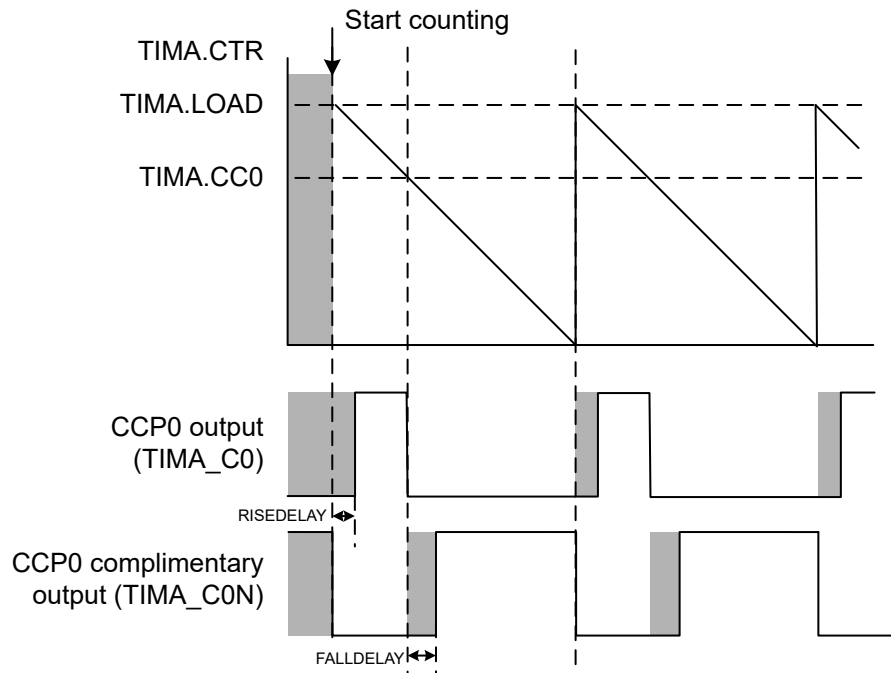 Start counting
TIMA.CTR
TIMA.LOAD
TIMA.CC0
CCP0 output
(TIMA_C0)
RISEDELAY
CCP0 complimentary
output (TIMA_C0N)
FALLDELAY